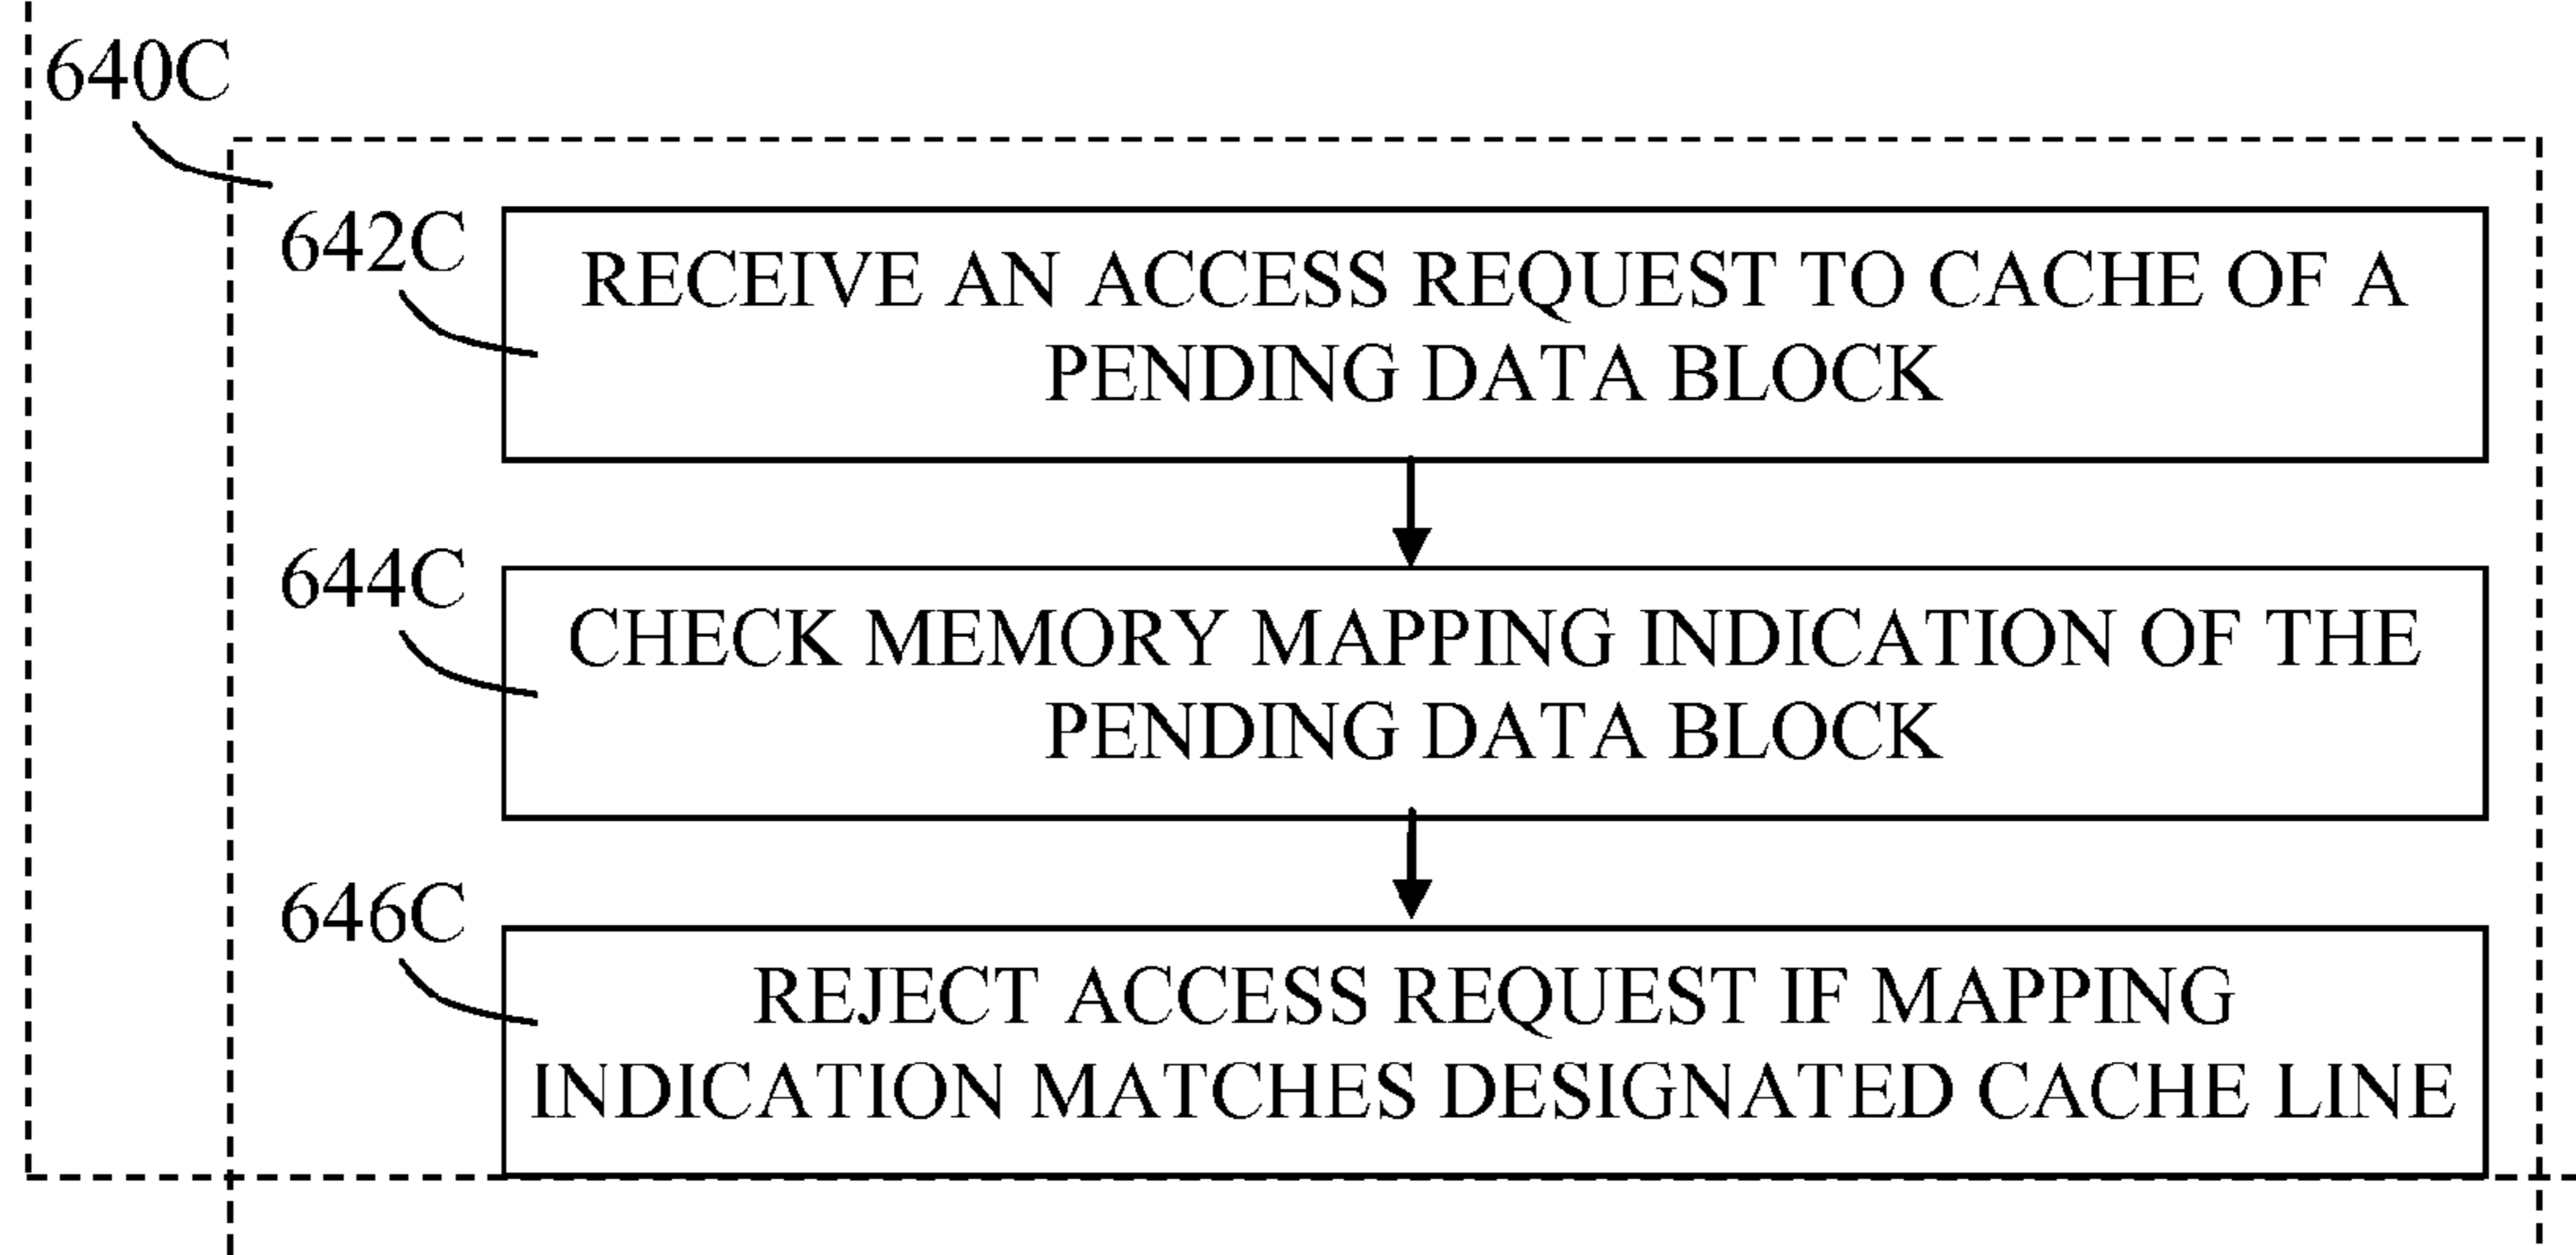 640C
642C
RECEIVE AN ACCESS REQUEST TO CACHE OF A
PENDING DATA BLOCK
644C
CHECK MEMORY MAPPING INDICATION OF THE
PENDING DATA BLOCK
646C
REJECT ACCESS REQUEST IF MAPPING
INDICATION MATCHES DESIGNATED CACHE LINE